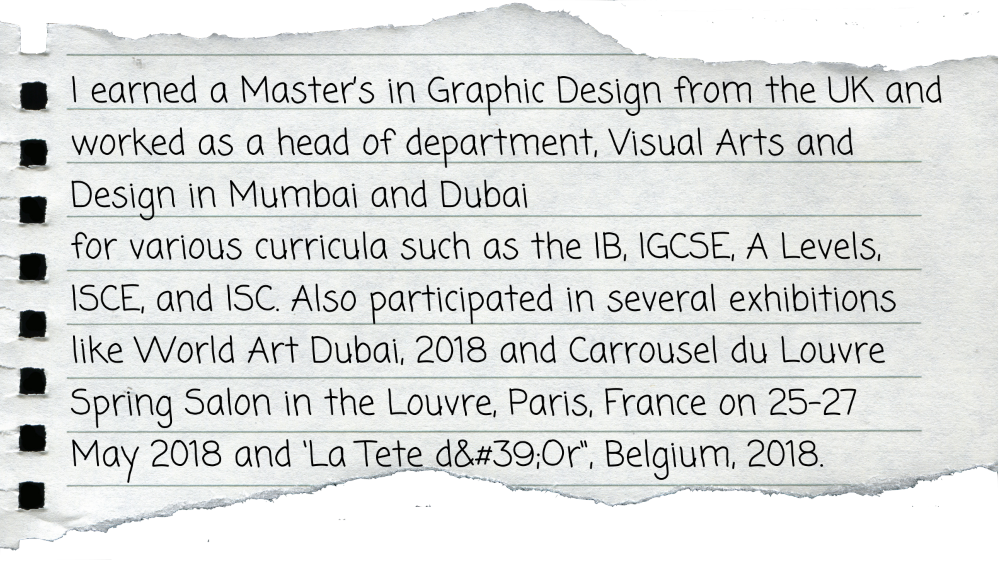 I earned a Master's in Graphic Design from the UK and
worked as a head of department, Visual Arts and
Design in Mumbai and Dubai
for various curricula such as the IB, IGCSE, A Levels,
ISCE, and ISC. Also participated in several exhibitions
like World Art Dubai, 2018 and Carrousel du Louvre
Spring Salon in the Louvre, Paris, France on 25-27
May 2018 and 'La Tete d&#39;Or", Belgium, 2018.